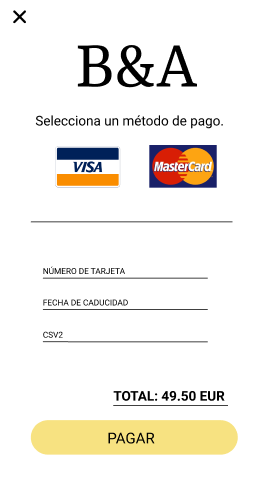 B&A
Selecciona un método de pago.
VISA MasterCard
NÚMERO DE TARJETA
FECHA DE CADUCIDAD
CSV2
TOTAL: 49.50 EUR
PAGAR